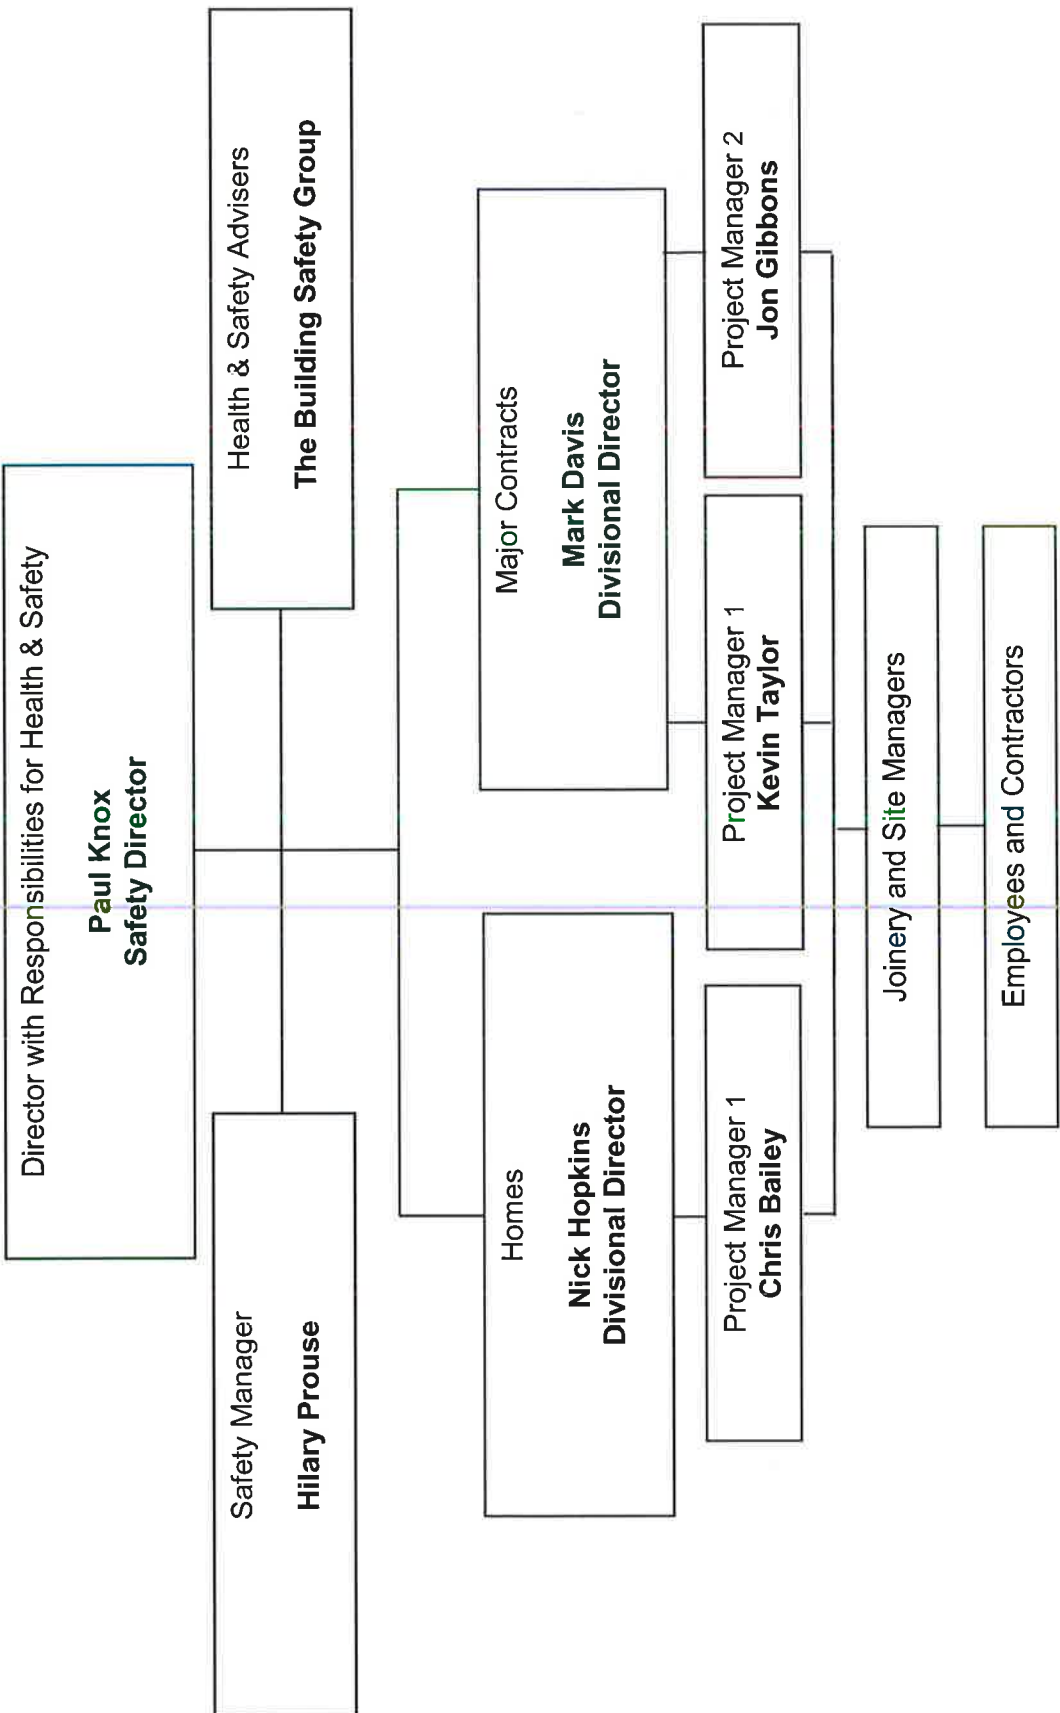 Director with Responsibilities for Health & Safety
Paul Knox
Safety Director
Safety Manager
Hilary Prouse
Health & Safety Advisers
The Building Safety Group
Homes
Nick Hopkins
Divisional Director
Major Contracts
Mark Davis
Divisional Director
Project Manager 1
Chris Bailey
Project Manager 1
Kevin Taylor
Project Manager 2
Jon Gibbons
Joinery and Site Managers
Employees and Contractors